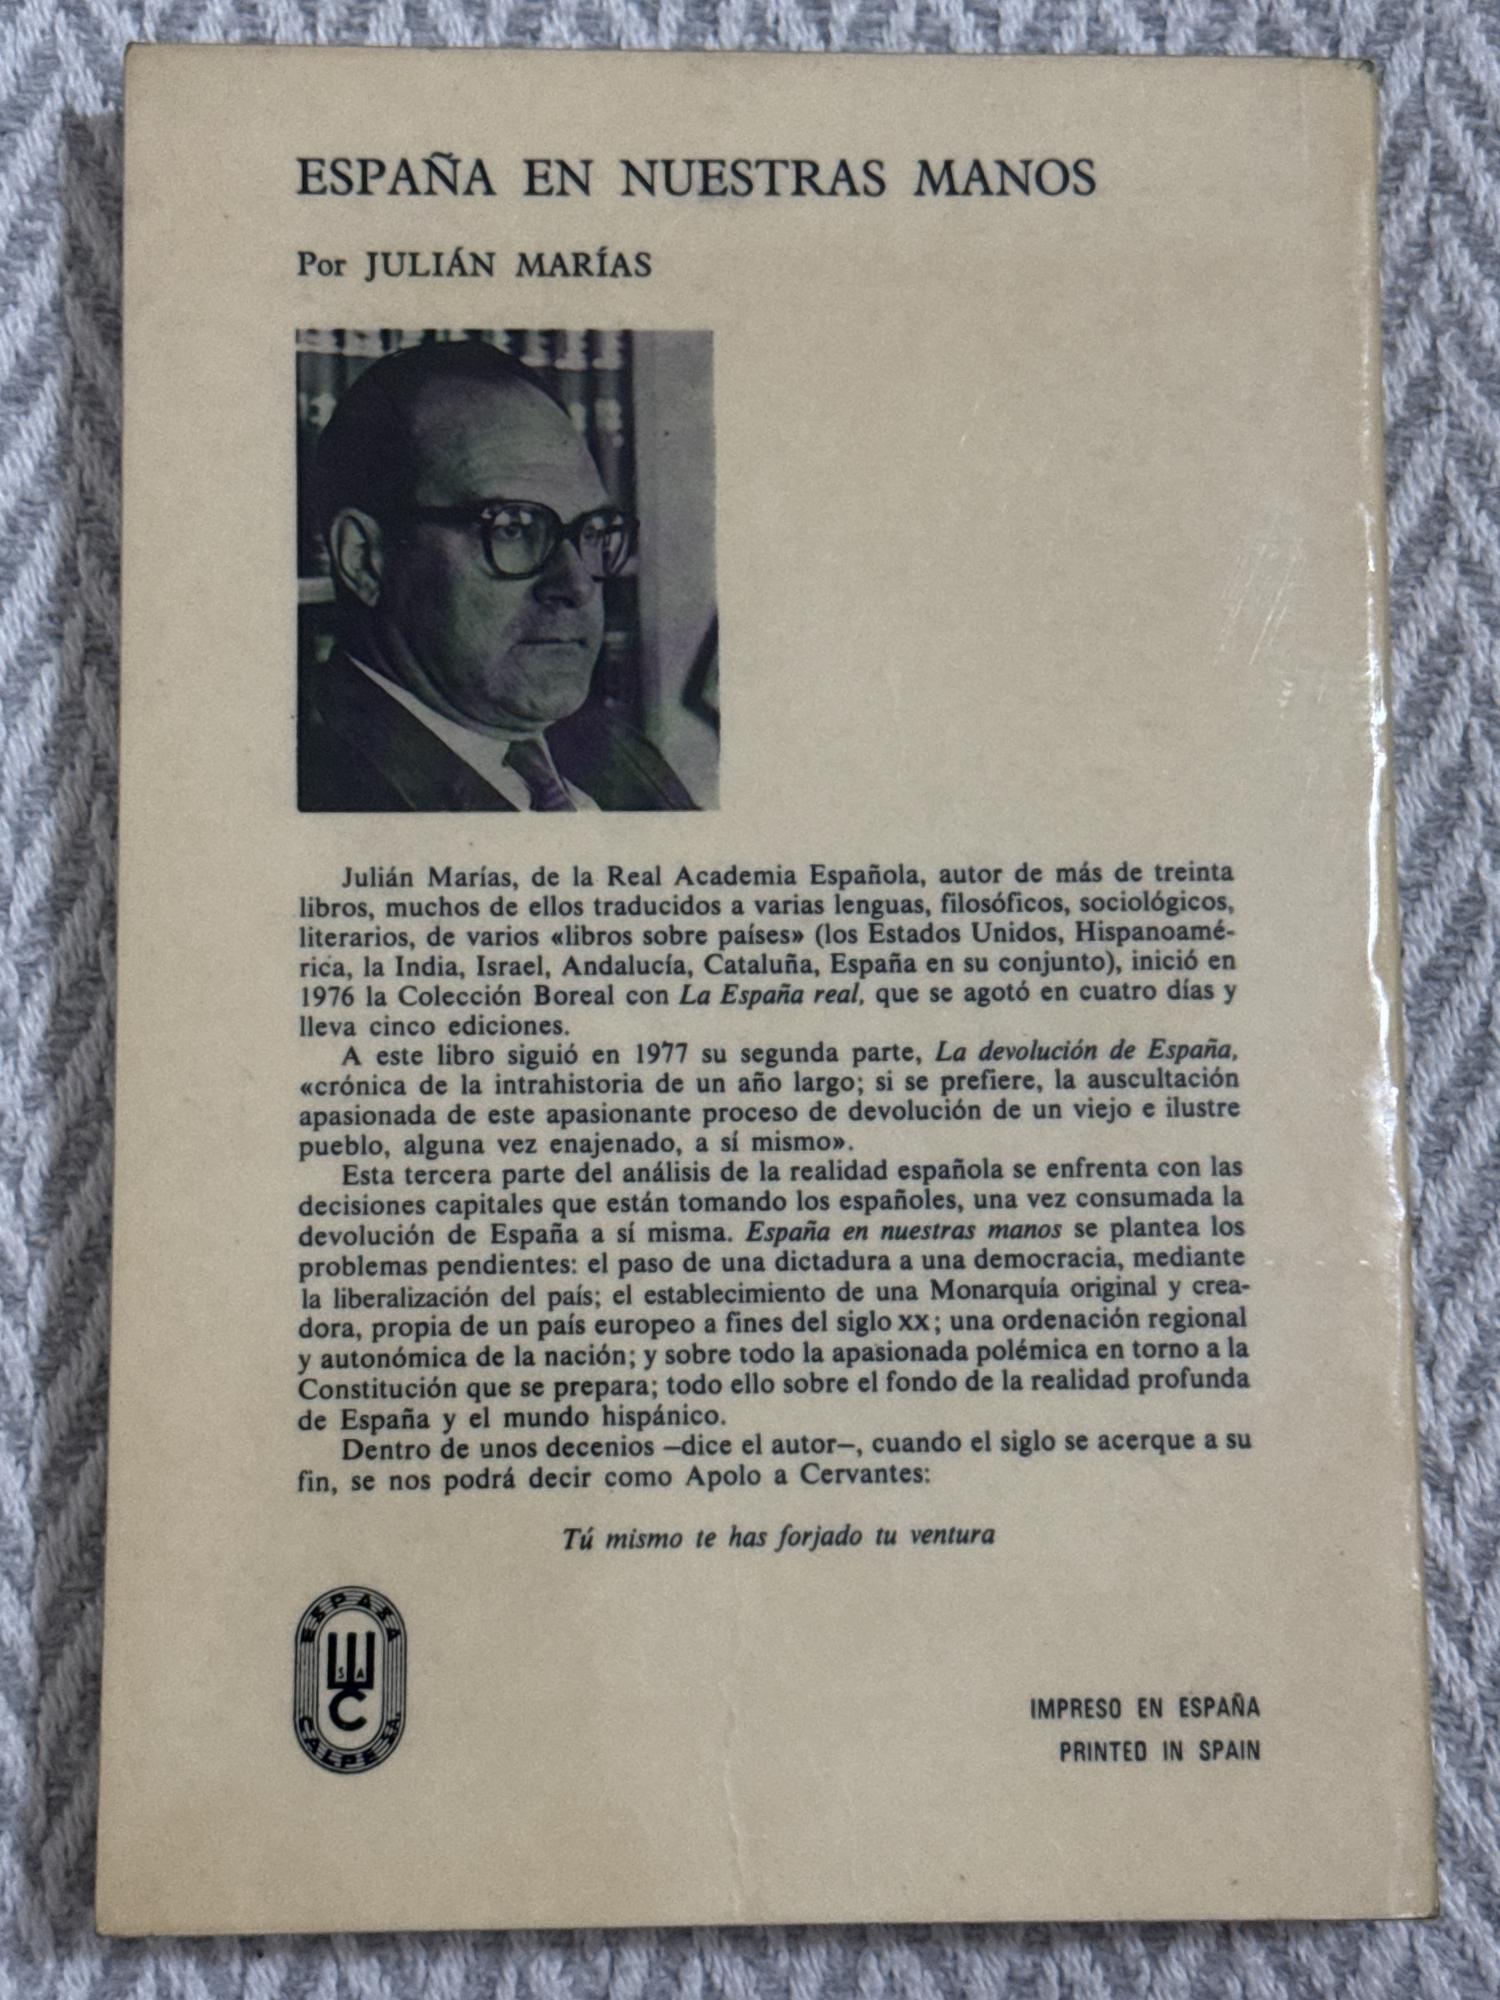 ESPAÑA EN NUESTRAS MANOS
Por JULIÁN MARÍAS
Julián Marías, de la Real Academia Española, autor de más de treinta
libros, muchos de ellos traducidos a varias lenguas, filosóficos, sociológicos,
literarios, de varios «libros sobre países» (los Estados Unidos, Hispanoamé-
rica, la India, Israel, Andalucía, Cataluña, España en su conjunto), inició en
1976 la Colección Boreal con La España real, que se agotó en cuatro días y
lleva cinco ediciones.
A este libro siguió en 1977 su segunda parte, La devolución de España,
«crónica de la intrahistoria de un año largo; si se prefiere, la auscultación
apasionada de este apasionante proceso de devolución de un viejo e ilustre
pueblo, alguna vez enajenado, a sí mismo».
Esta tercera parte del análisis de la realidad española se enfrenta con las
decisiones capitales que están tomando los españoles, una vez consumada la
devolución de España a sí misma. España en nuestras manos se plantea los
problemas pendientes: el paso de una dictadura a una democracia, mediante
la liberalización del país; el establecimiento de una Monarquía original y crea-
dora, propia de un país europeo a fines del siglo XX; una ordenación regional
y autonómica de la nación; y sobre todo la apasionada polémica en torno a la
Constitución que se prepara; todo ello sobre el fondo de la realidad profunda
de España y el mundo hispánico.
Dentro de unos decenios —dice el autor—, cuando el siglo se acerque a su
fin, se nos podrá decir como Apolo a Cervantes:
Tú mismo te has forjado tu ventura
ESPASA
S A
C
CALPE S.A.
IMPRESO EN ESPAÑA
PRINTED IN SPAIN